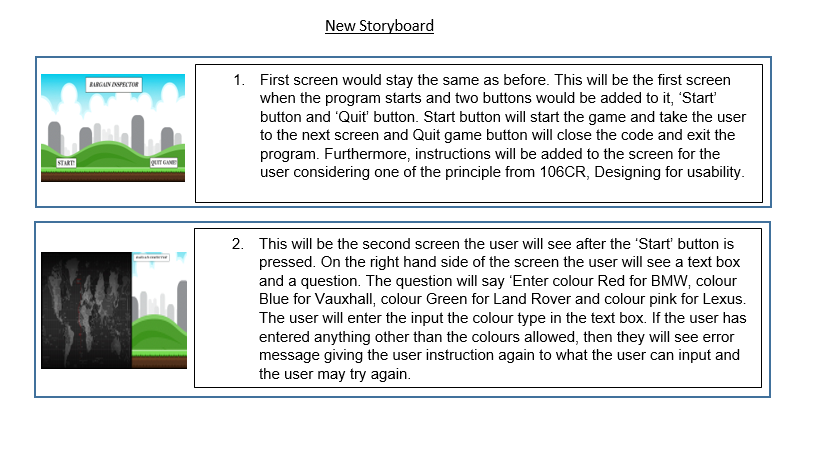 New Storyboard
BARGAIN INSPECTOR
START!
QUIT GAME!
1. First screen would stay the same as before. This will be the first screen
when the program starts and two buttons would be added to it, ‘Start’
button and ‘Quit’ button. Start button will start the game and take the user
to the next screen and Quit game button will close the code and exit the
program. Furthermore, instructions will be added to the screen for the
user considering one of the principle from 106CR, Designing for usability.
BARGAIN INSPECTOR
2. This will be the second screen the user will see after the ‘Start’ button is
pressed. On the right hand side of the screen the user will see a text box
and a question. The question will say ‘Enter colour Red for BMW, colour
Blue for Vauxhall, colour Green for Land Rover and colour pink for Lexus.
The user will enter the input the colour type in the text box. If the user has
entered anything other than the colours allowed, then they will see error
message giving the user instruction again to what the user can input and
the user may try again.